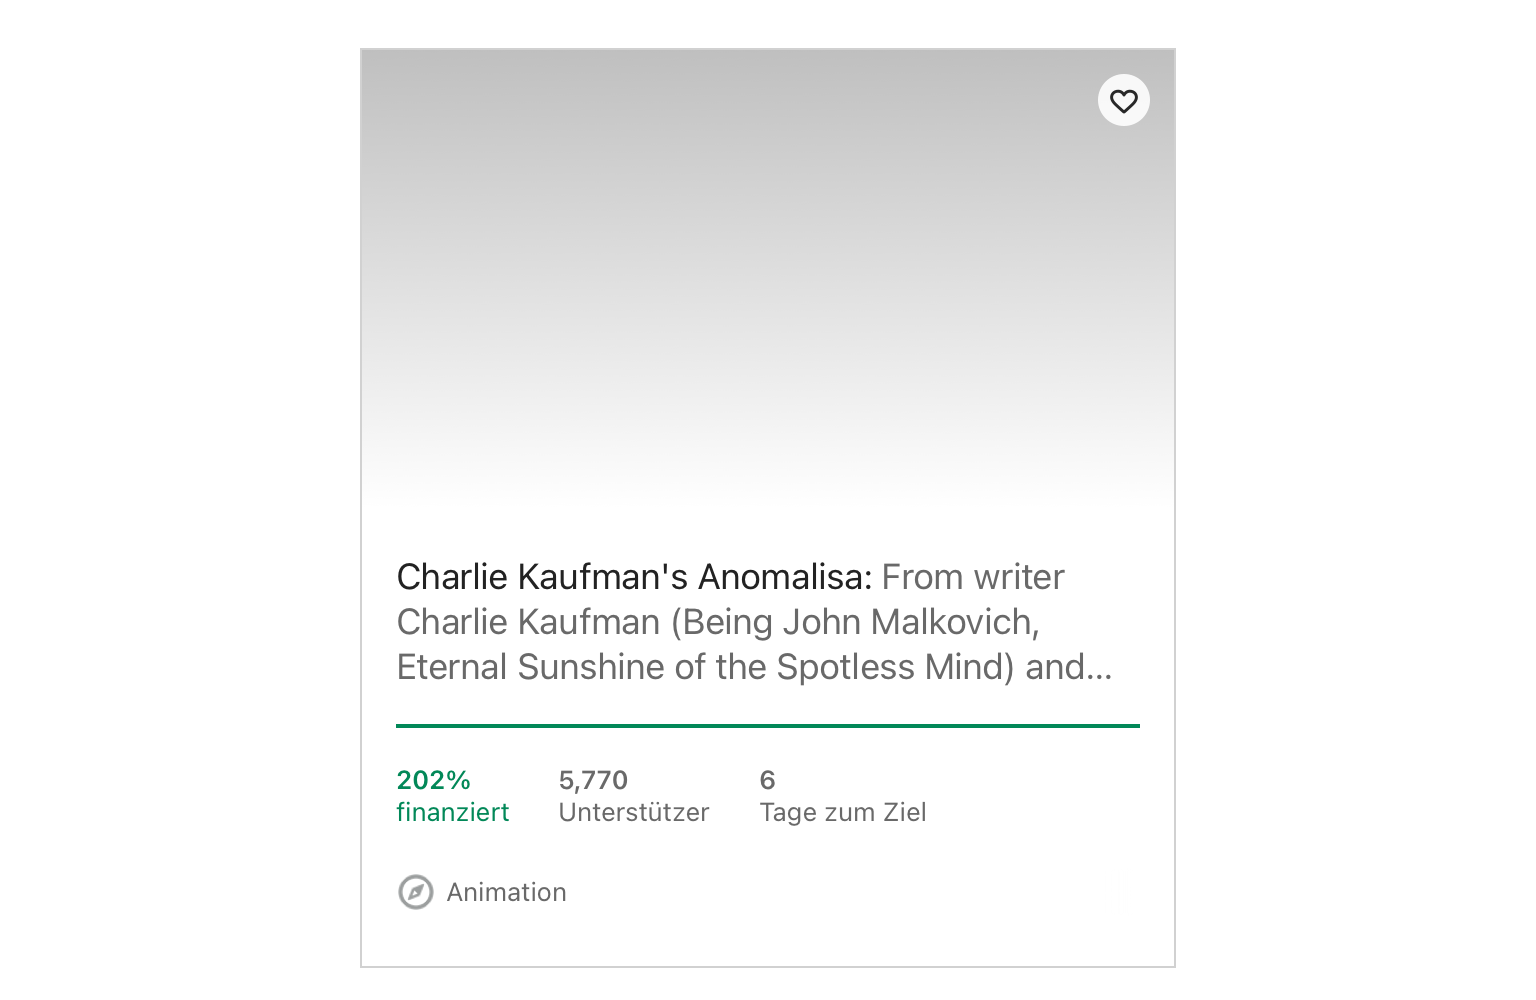 Charlie Kaufman's Anomalisa: From writer
Charlie Kaufman (Being John Malkovich,
Eternal Sunshine of the Spotless Mind) and...
202%
finanziert
5,770
Unterstützer
6
Tage zum Ziel
Animation